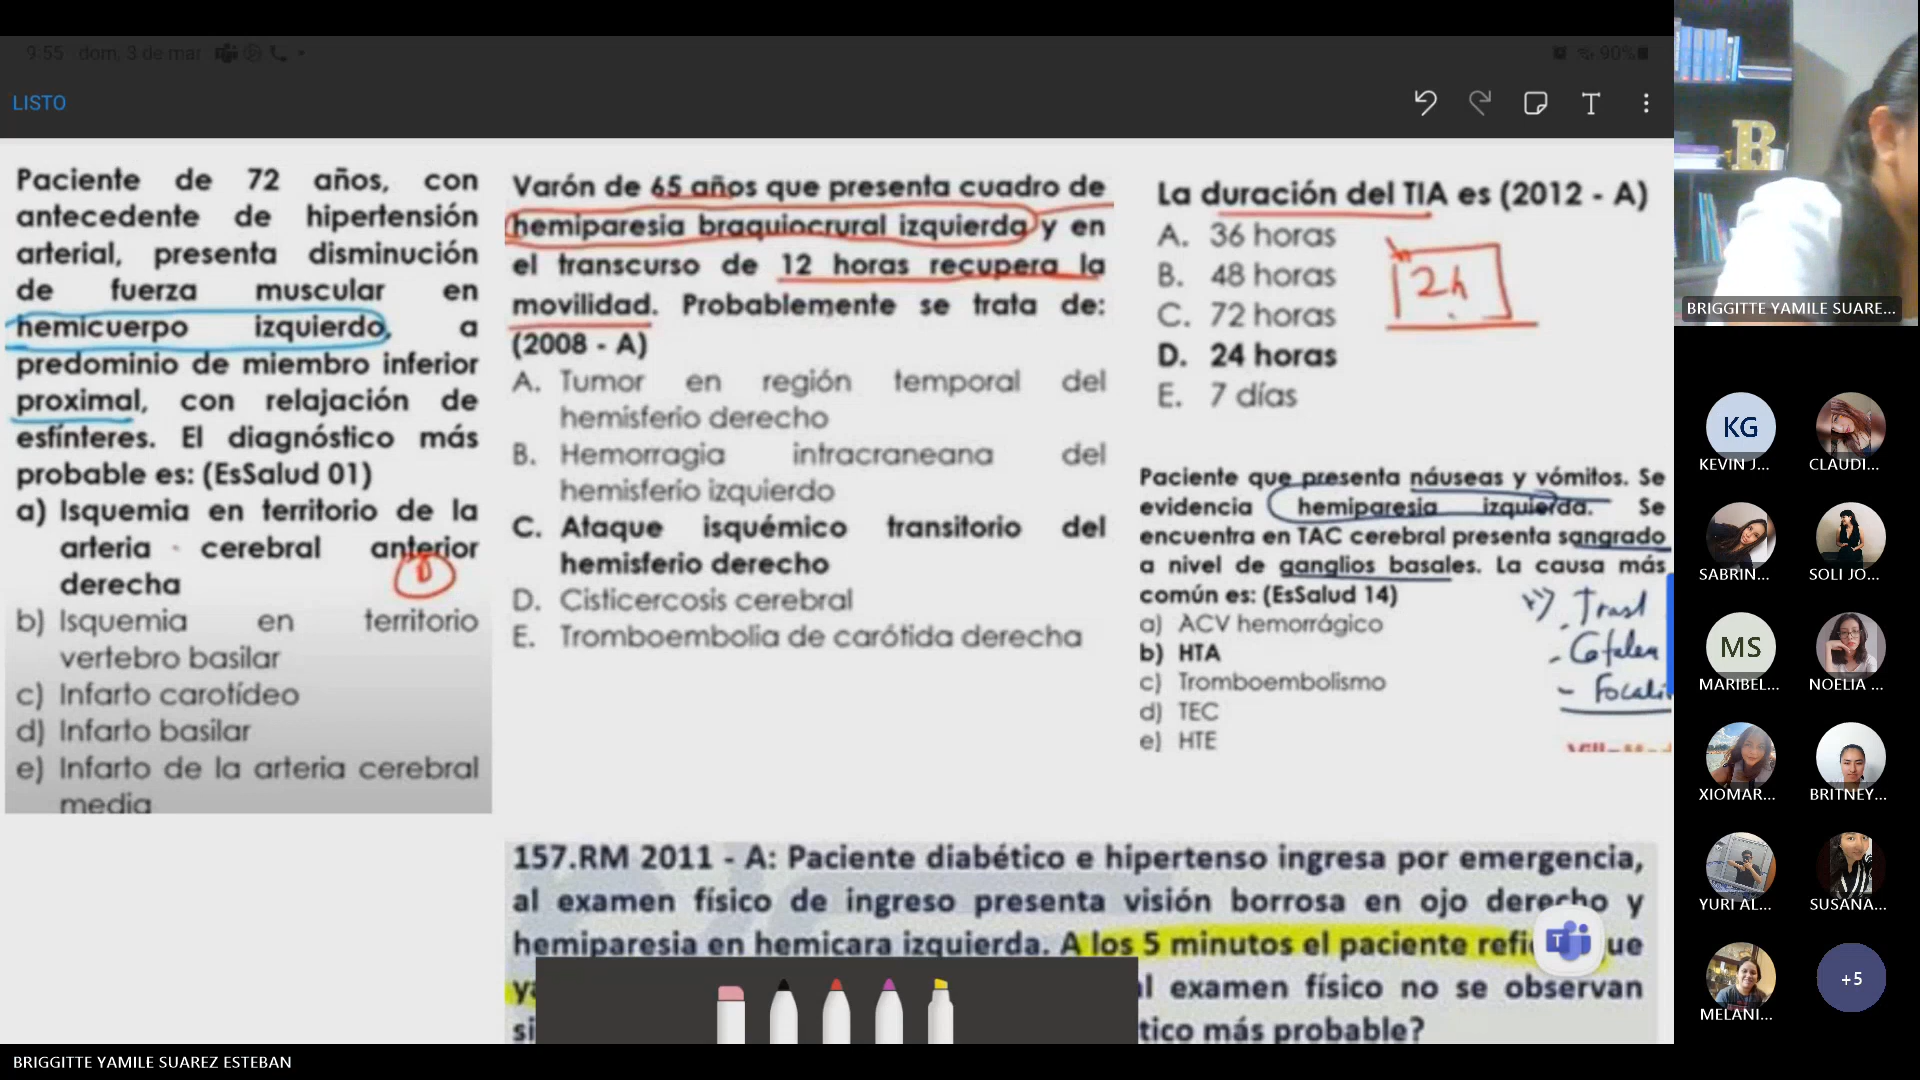 9:55 dom, 3 de mar
90%
LISTO
Paciente de 72 años, con
antecedente de hipertensión
arterial, presenta disminución
de fuerza muscular en
hemicuerpo izquierdo, a
predominio de miembro inferior
proximal, con relajación de
esfínteres. El diagnóstico más
probable es: (EsSalud 01)
a) Isquemia en territorio de la
arteria cerebral anterior
derecha
b) Isquemia en territorio
vertebro basilar
c) Infarto carotídeo
d) Infarto basilar
e) Infarto de la arteria cerebral
media
Varón de 65 años que presenta cuadro de
hemiparesia braquiocrural izquierda y en
el transcurso de 12 horas recupera la
movilidad. Probablemente se trata de:
(2008 - A)
A. Tumor en región temporal del
hemisferio derecho
B. Hemorragia intracraneana del
hemisferio izquierdo
C. Ataque isquémico transitorio del
hemisferio derecho
D. Cisticercosis cerebral
E. Tromboembolia de carótida derecha
La duración del TIA es (2012 - A)
A. 36 horas
B. 48 horas
C. 72 horas
D. 24 horas
E. 7 días
Paciente que presenta náuseas y vómitos. Se
evidencia hemiparesia izquierda. Se
encuentra en TAC cerebral presenta sangrado
a nivel de ganglios basales. La causa más
común es: (EsSalud 14)
a) ACV hemorrágico
b) HTA
c) Tromboembolismo
d) TEC
e) HTE
157.RM 2011 - A: Paciente diabético e hipertenso ingresa por emergencia,
al examen físico de ingreso presenta visión borrosa en ojo derecho y
hemiparesia en hemicara izquierda. A los 5 minutos el paciente refi ue
al examen físico no se observan
tico más probable?
BRIGGITTE YAMILE SUARE...
KG
KEVIN J...
CLAUDI...
SABRIN...
SOLI JO...
MS
MARIBEL...
NOELIA ...
XIOMAR...
BRITNEY...
YURI AL...
SUSANA...
MELANI...
+5
BRIGGITTE YAMILE SUAREZ ESTEBAN